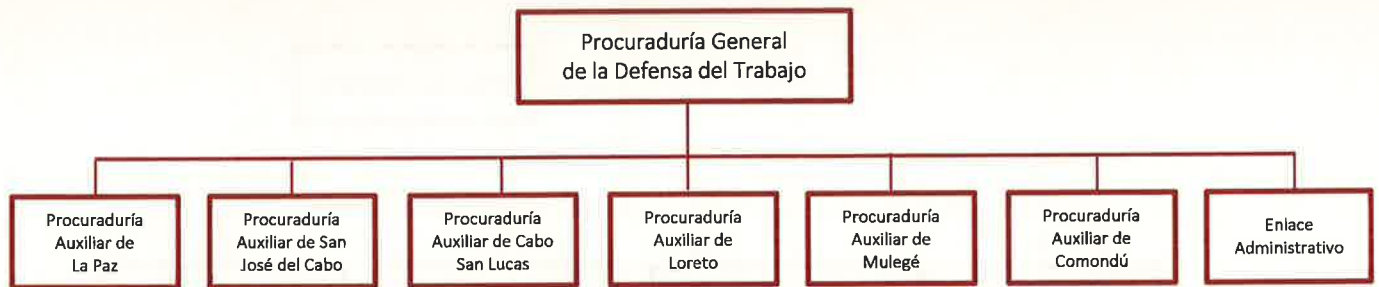 Procuraduría General
de la Defensa del Trabajo
Procuraduría
Auxiliar de
La Paz
Procuraduría
Auxiliar de San
José del Cabo
Procuraduría
Auxiliar de Cabo
San Lucas
Procuraduría
Auxiliar de
Loreto
Procuraduría
Auxiliar de
Mulegé
Procuraduría
Auxiliar de
Comondú
Enlace
Administrativo